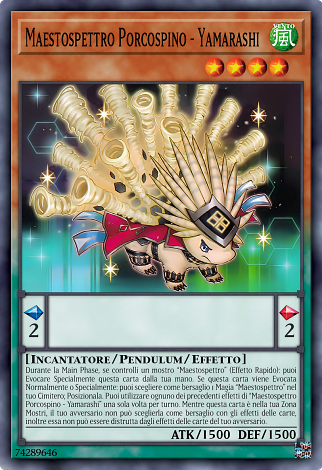 Maestospettro Porcospino - Yamarashi
VENTO
風
2
2
[Incantatore/Pendulum/Effetto]
Durante la Main Phase, se controlli un mostro "Maestospettro" (Effetto Rapido): puoi
Evocare Specialmente questa carta dalla tua mano. Se questa carta viene Evocata
Normalmente o Specialmente: puoi scegliere come bersaglio 1 Magia "Maestospettro" nel
tuo Cimitero; Posizionala. Puoi utilizzare ognuno dei precedenti effetti di "Maestospettro
Porcospino - Yamarashi" una sola volta per turno. Mentre questa carta è nella tua Zona
Mostri, il tuo avversario non può sceglierla come bersaglio con gli effetti delle carte,
inoltre essa non può essere distrutta dagli effetti delle carte del tuo avversario.
ATK/1500 DEF/1500
74289646